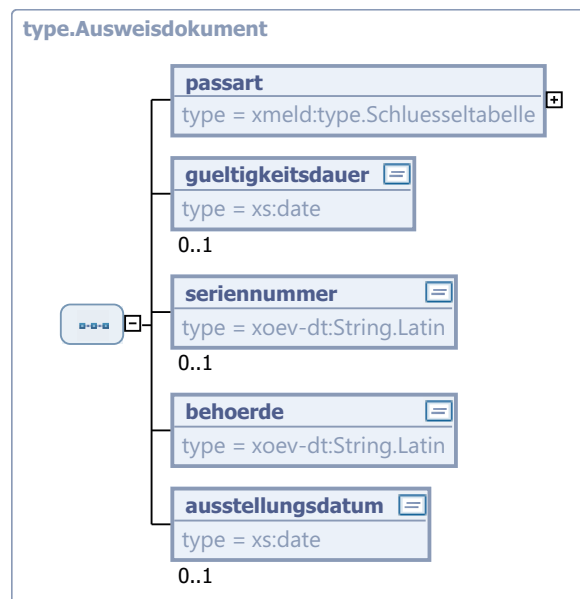 type.Ausweisdokument
passart
type = xmeld:type.Schluesseltabelle
gueltigkeitsdauer
type = xs:date
0..1
seriennummer
type = xoev-dt:String.Latin
0..1
behoerde
type = xoev-dt:String.Latin
ausstellungsdatum
type = xs:date
0..1